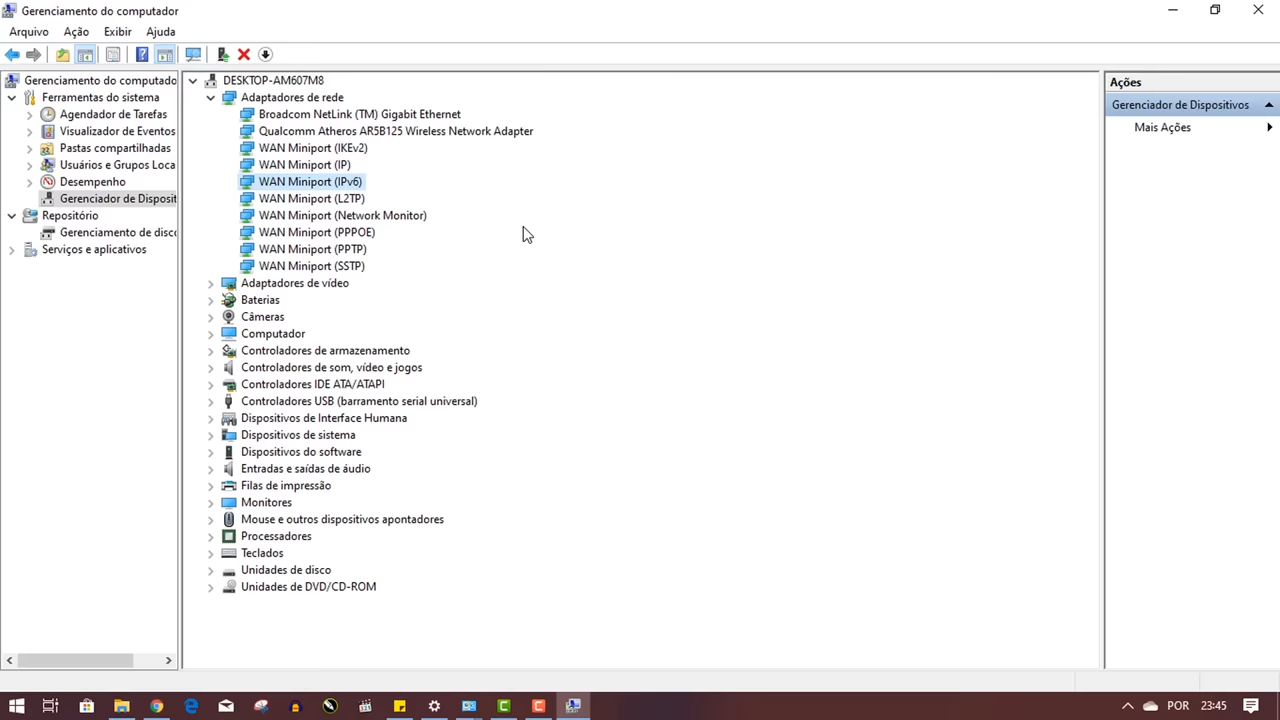 Gerenciamento do computador
Arquivo Ação Exibir Ajuda
Gerenciamento do computado
Ferramentas do sistema
Agendador de Tarefas
Visualizador de Eventos
Pastas compartilhadas
Usuários e Grupos Loca
Desempenho
Gerenciador de Disposit
Repositório
Gerenciamento de disc
Serviços e aplicativos
DESKTOP-AM607M8
Adaptadores de rede
Broadcom NetLink (TM) Gigabit Ethernet
Qualcomm Atheros AR5B125 Wireless Network Adapter
WAN Miniport (IKEv2)
WAN Miniport (IP)
WAN Miniport (IPv6)
WAN Miniport (L2TP)
WAN Miniport (Network Monitor)
WAN Miniport (PPPOE)
WAN Miniport (PPTP)
WAN Miniport (SSTP)
Adaptadores de vídeo
Baterias
Câmeras
Computador
Controladores de armazenamento
Controladores de som, vídeo e jogos
Controladores IDE ATA/ATAPI
Controladores USB (barramento serial universal)
Dispositivos de Interface Humana
Dispositivos de sistema
Dispositivos do software
Entradas e saídas de áudio
Filas de impressão
Monitores
Mouse e outros dispositivos apontadores
Processadores
Teclados
Unidades de disco
Unidades de DVD/CD-ROM
Ações
Gerenciador de Dispositivos
Mais Ações
POR 23:45